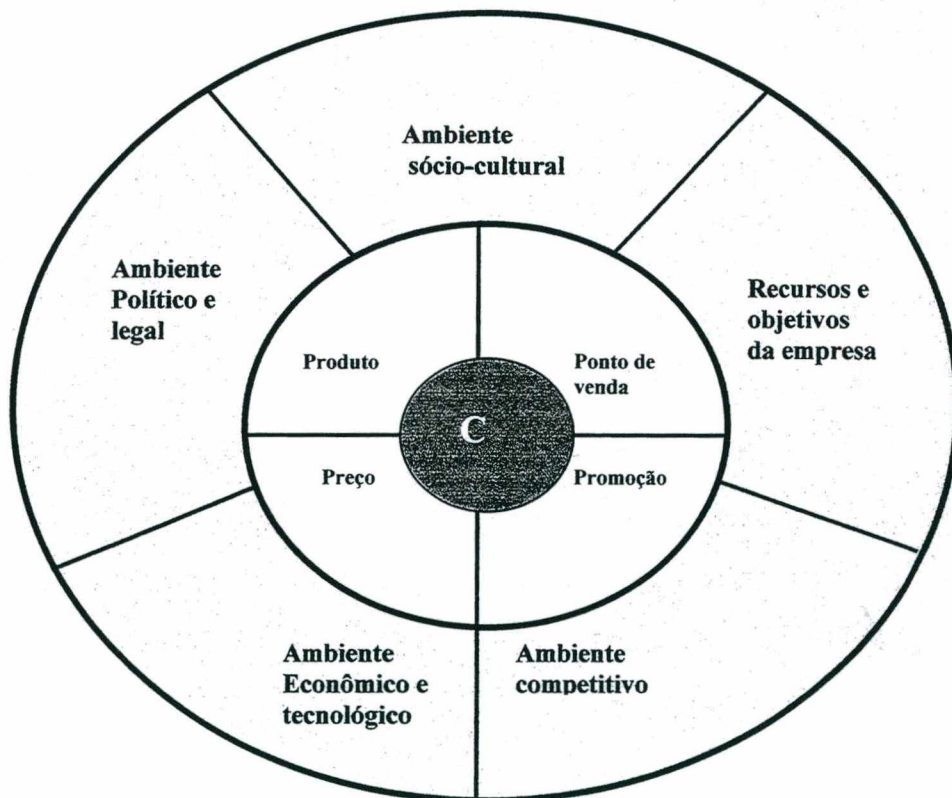 Ambiente
sócio-cultural
Ambiente
Político e
legal
Recursos e
objetivos
da empresa
Produto
Ponto de
venda
C
Preço
Promoção
Ambiente
Econômico e
tecnológico
Ambiente
competitivo